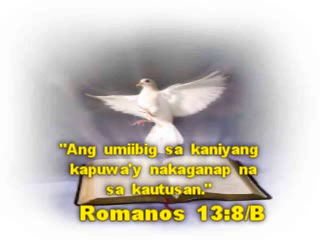 "Ang umiibig sa kaniyang
kapuwa'y nakaganap na
sa kautusan."
Romanos 13:8/B